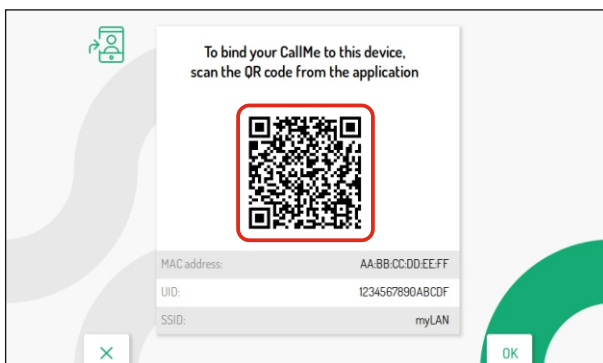 To bind your CallMe to this device,
scan the QR code from the application
MAC address: AA:BB:CC:DD:EE:FF
UID: 1234567890ABCDF
SSID: myLAN
OK